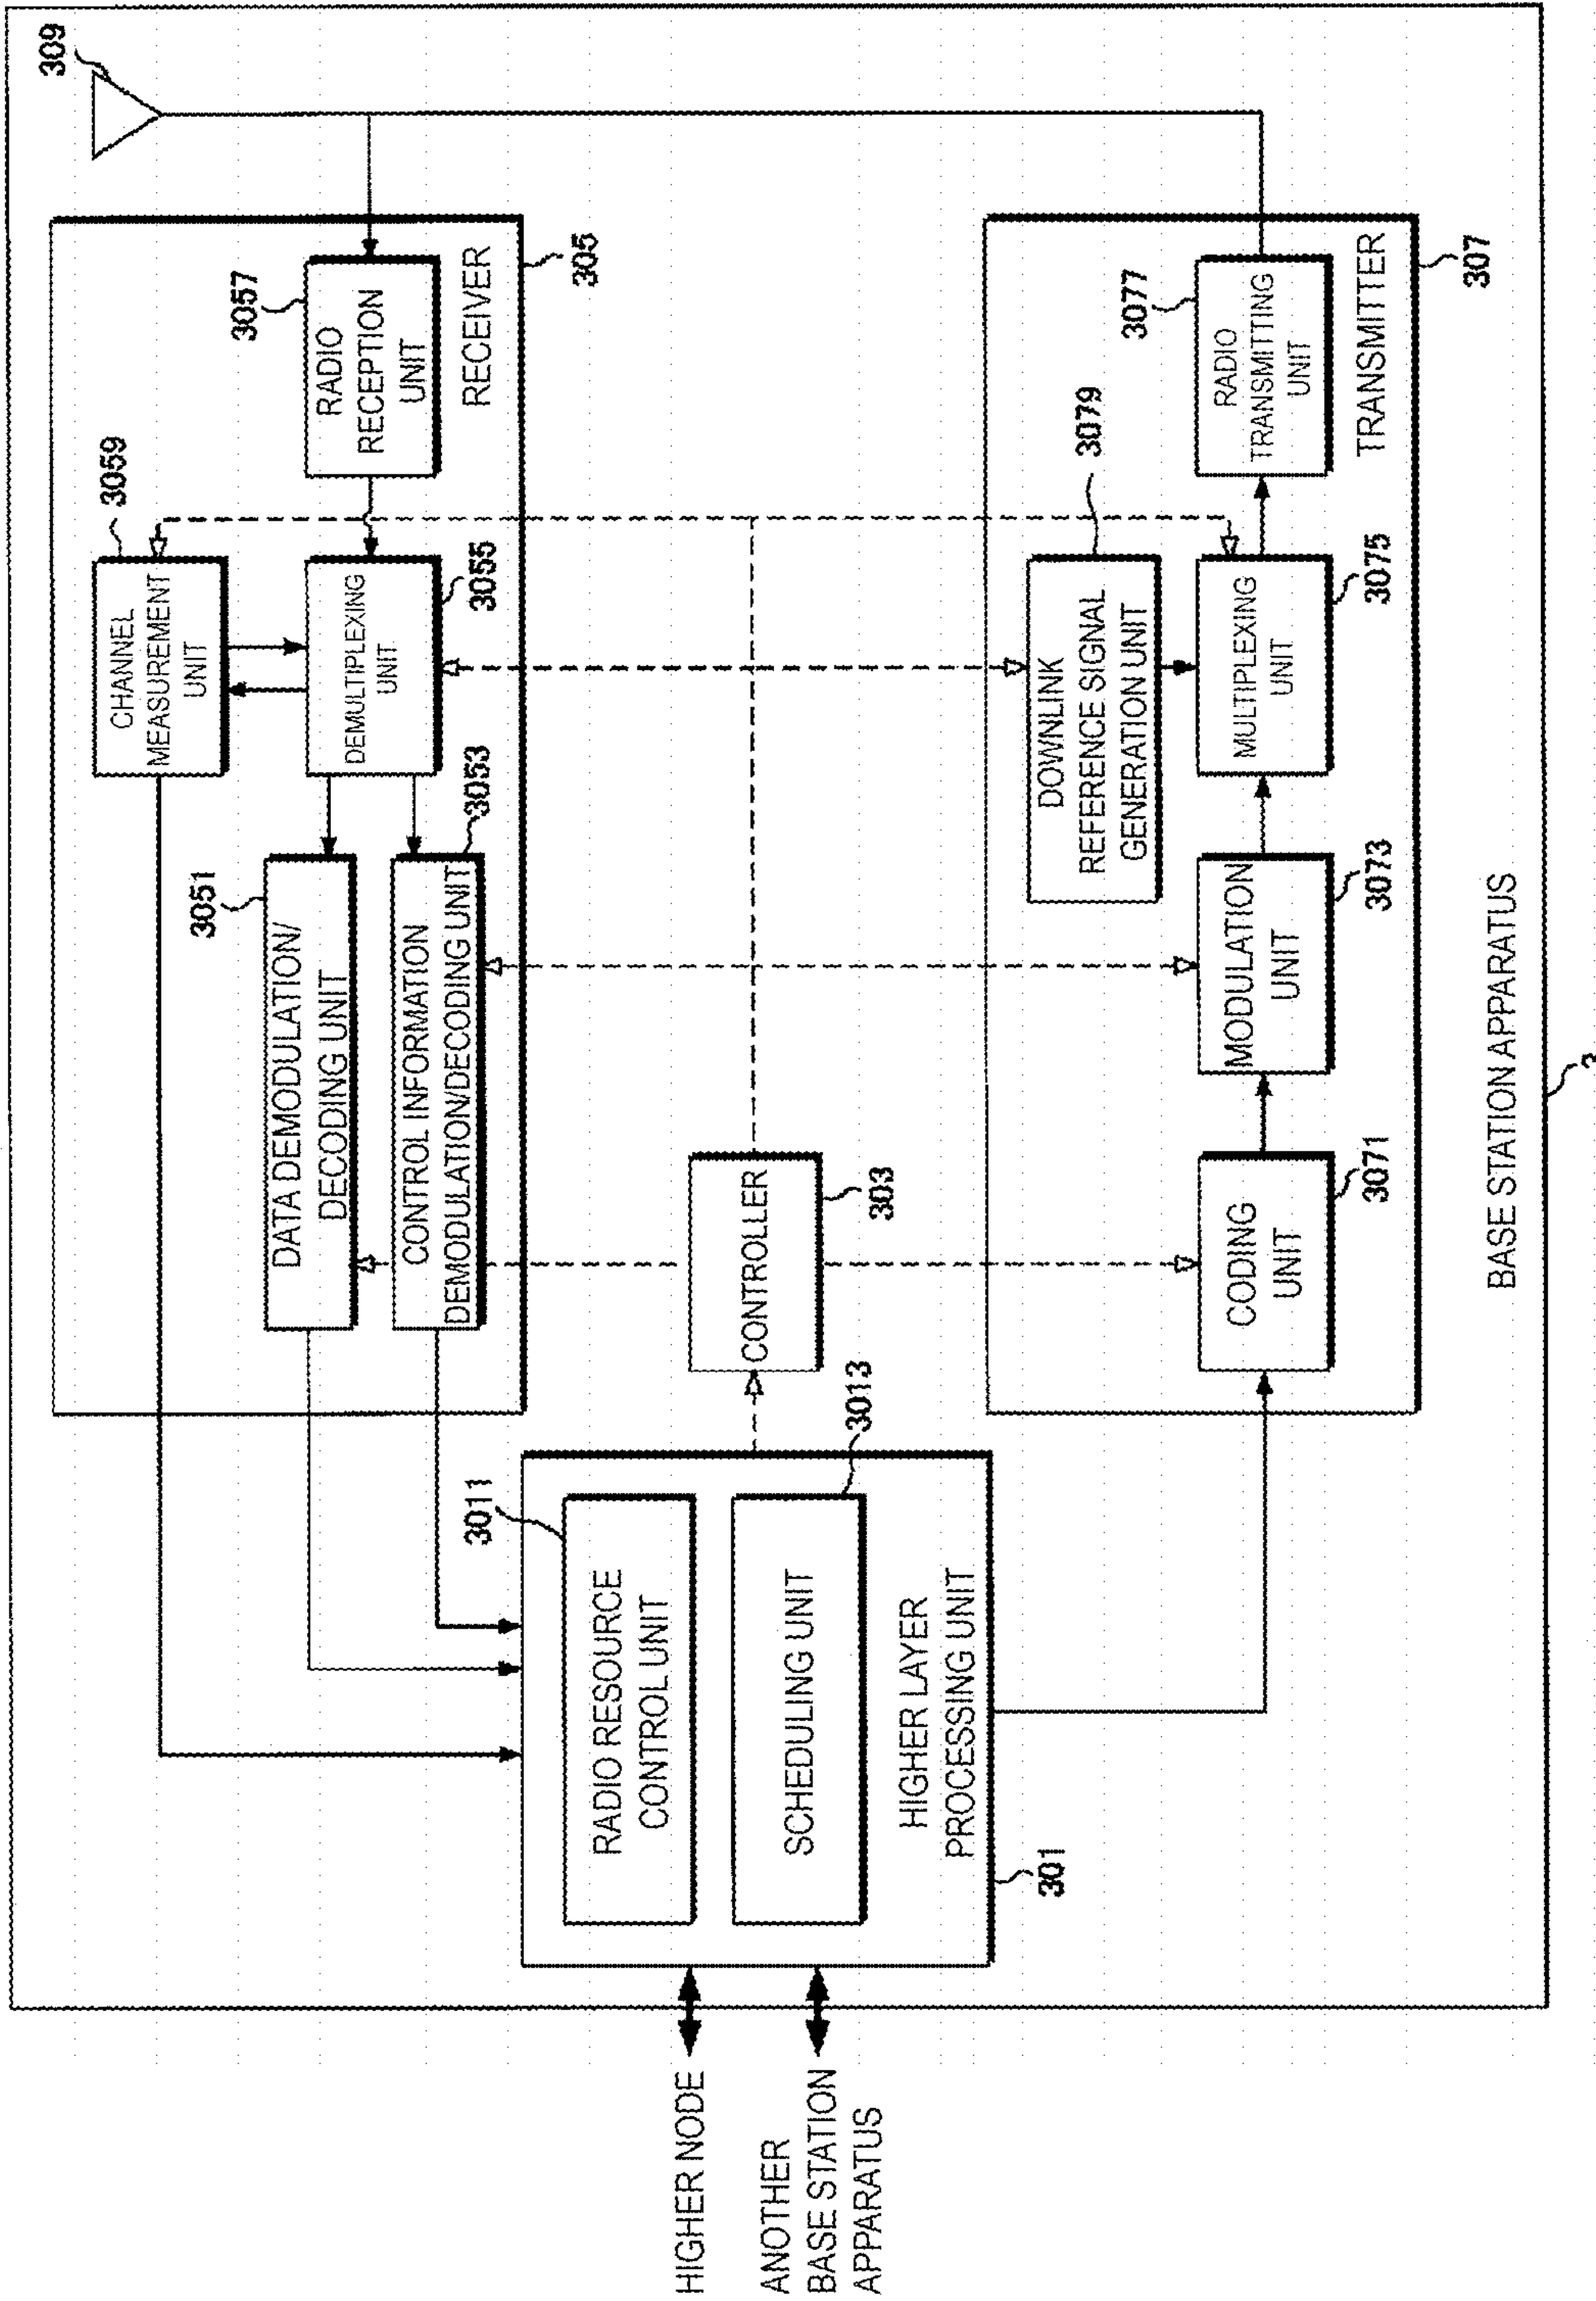 309
3059
CHANNEL
MEASUREMENT
UNIT
3057
RADIO
RECEPTION
UNIT
DEMULTIPLEXING
UNIT
3055
3051
DATA DEMODULATION/
DECODING UNIT
CONTROL INFORMATION
DEMODULATION/DECODING UNIT
3053
RECEIVER
305
HIGHER NODE
ANOTHER
BASE STATION
APPARATUS
3011
RADIO RESOURCE
CONTROL UNIT
SCHEDULING UNIT
3013
HIGHER LAYER
PROCESSING UNIT
301
CONTROLLER
303
DOWNLINK
REFERENCE SIGNAL
GENERATION UNIT
3079
CODING
UNIT
3071
MODULATION
UNIT
3073
MULTIPLEXING
UNIT
3075
3077
RADIO
TRANSMITTING
UNIT
TRANSMITTER
307
BASE STATION APPARATUS
3